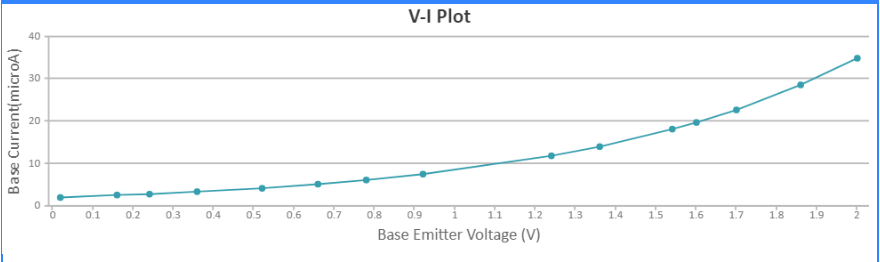 V-I Plot
Base Current(microA)
40
30
20
10
0
0 0.1 0.2 0.3 0.4 0.5 0.6 0.7 0.8 0.9 1 1.1 1.2 1.3 1.4 1.5 1.6 1.7 1.8 1.9 2
Base Emitter Voltage (V)